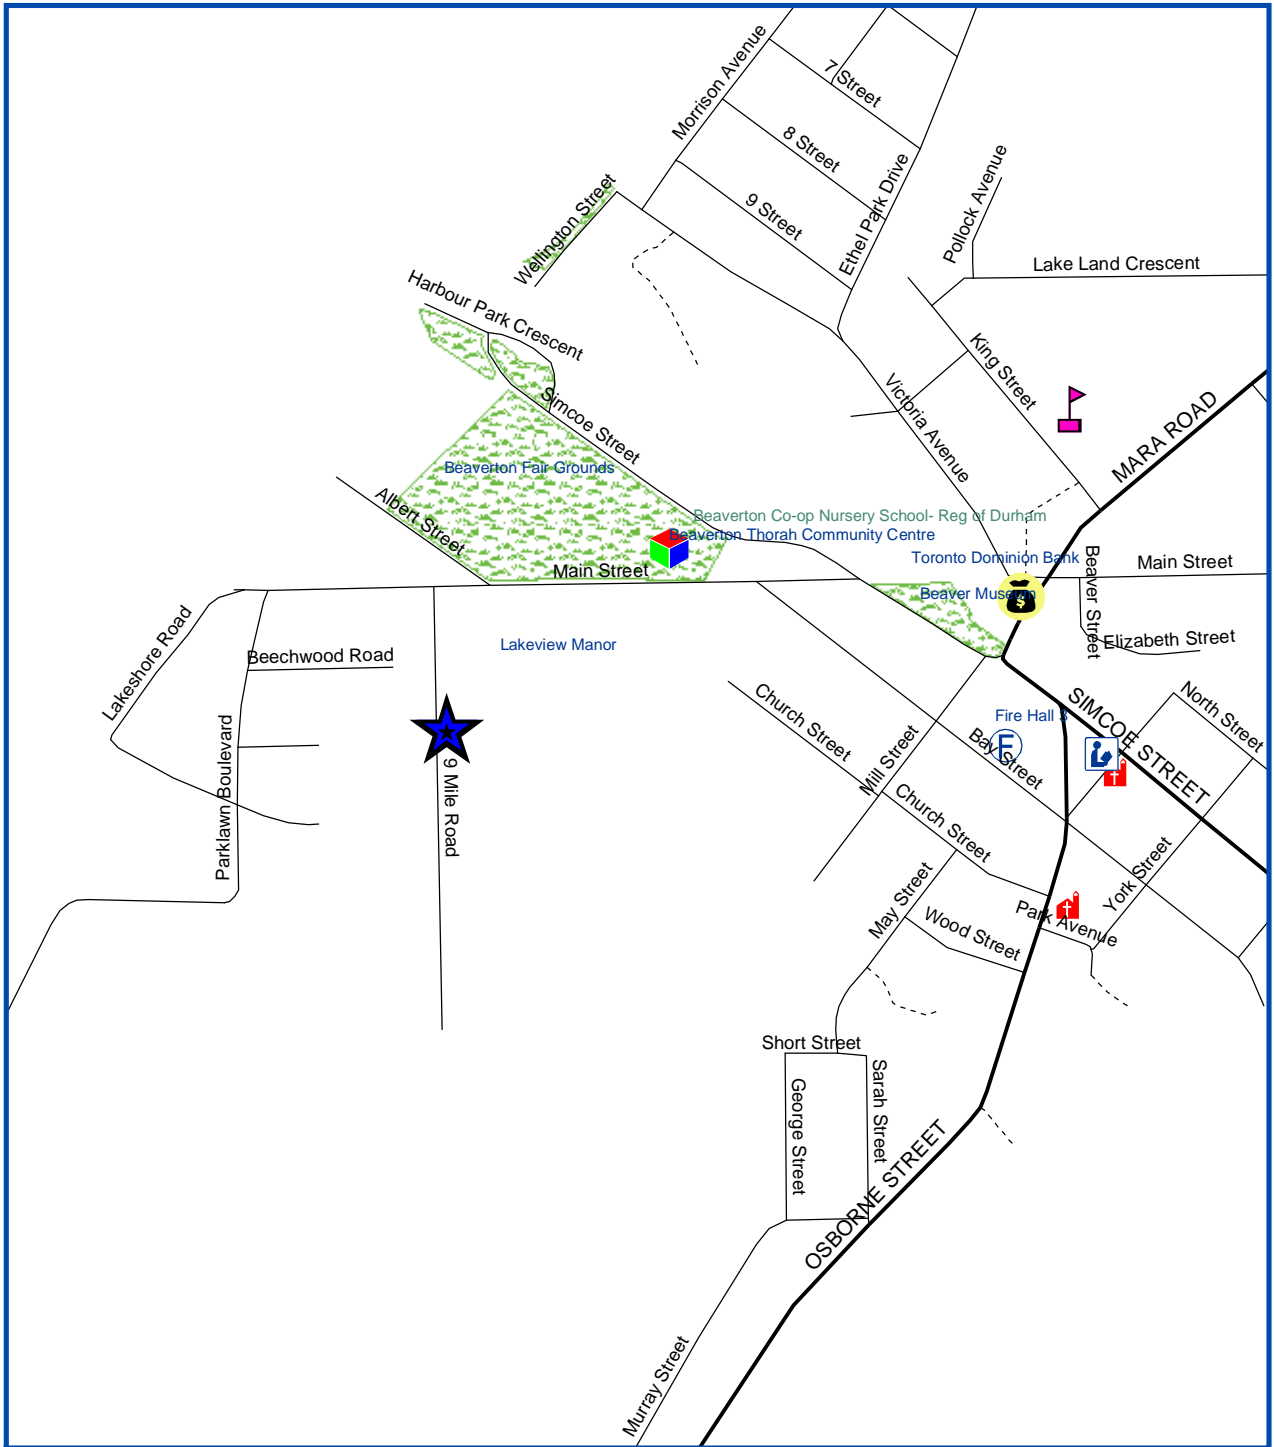 Morrison Avenue
7 Street
8 Street
9 Street
Ethel Park Drive
Pollock Avenue
Lake Land Crescent
Wellington Street
Harbour Park Crescent
King Street
Victoria Avenue
MARA ROAD
Simcoe Street
Beaverton Fair Grounds
Albert Street
Beaverton Co-op Nursery School- Reg of Durham
Beaverton Thorah Community Centre
Toronto Dominion Bank
Main Street
Main Street
Beaver Museum
$
Beaver Street
Elizabeth Street
Lakeshore Road
Beechwood Road
Lakeview Manor
Church Street
Mill Street
Fire Hall 3
F
Bay Street
SIMCOE STREET
North Street
Parklawn Boulevard
9 Mile Road
Church Street
York Street
May Street
Wood Street
Park Avenue
Short Street
George Street
Sarah Street
OSBORNE STREET
Murray Street